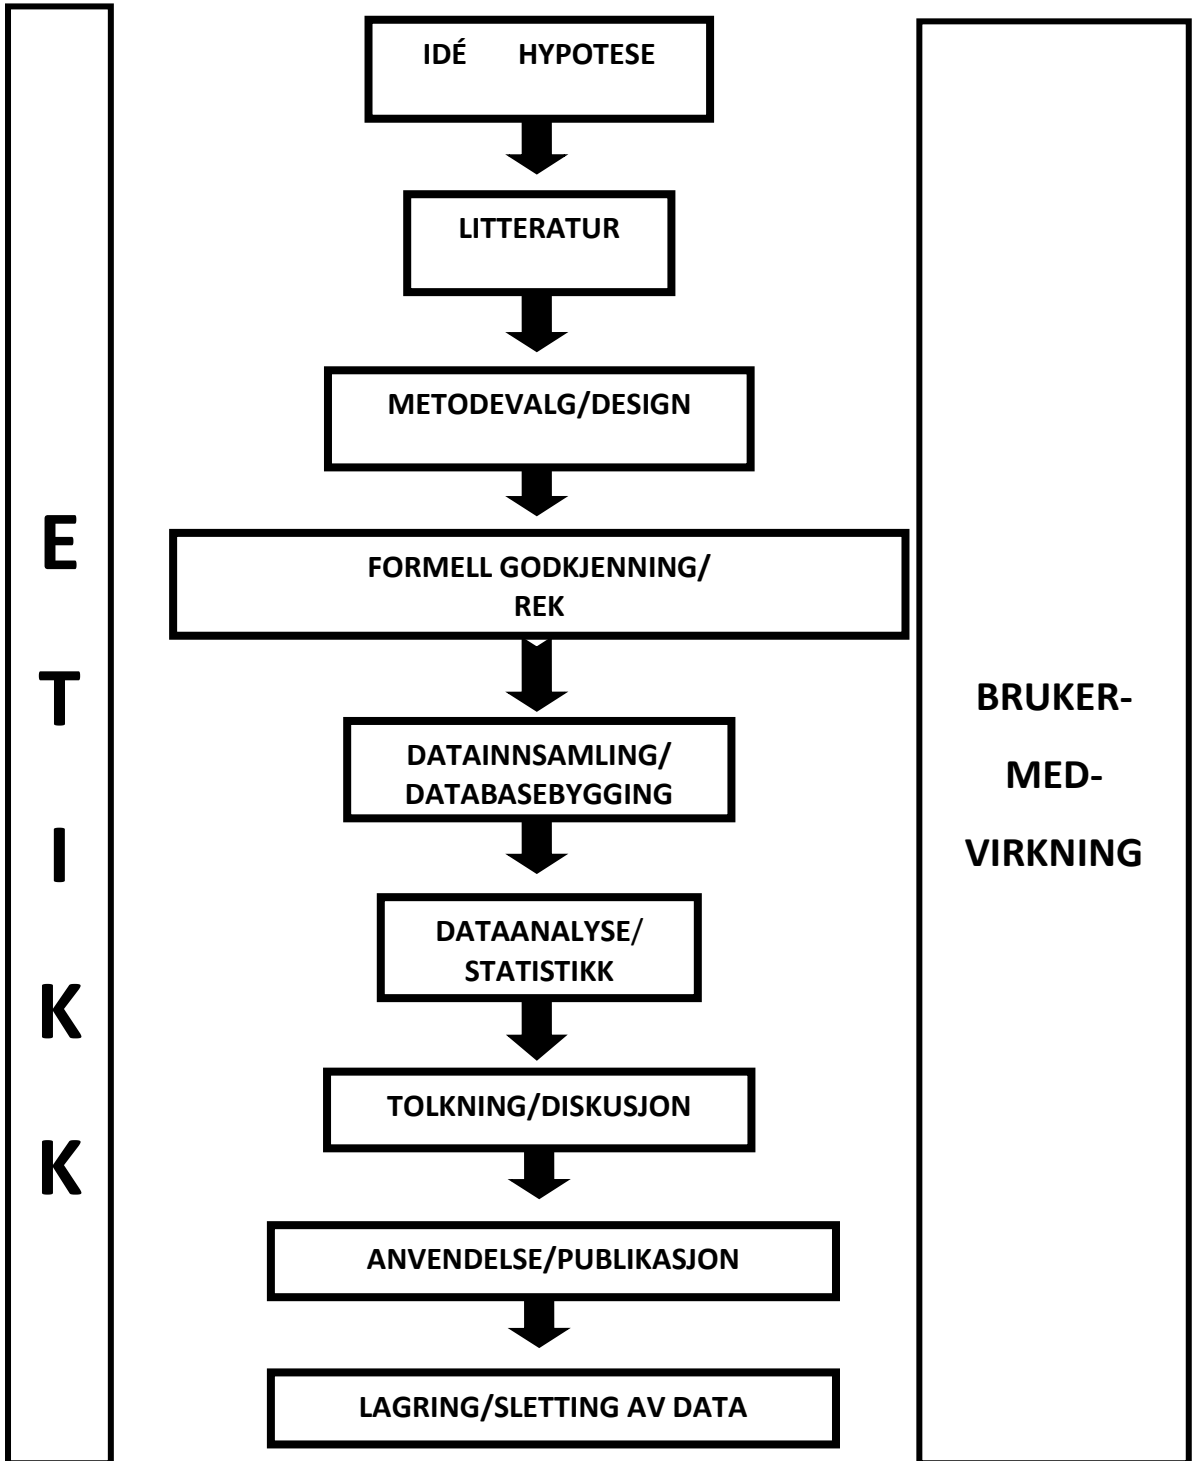 IDÉ HYPOTESE
LITTERATUR
METODEVALG/DESIGN
FORMELL GODKJENNING/
REK
DATAINNSAMLING/
DATABASEBYGGING
DATAANALYSE/
STATISTIKK
TOLKNING/DISKUSJON
ANVENDELSE/PUBLIKASJON
LAGRING/SLETTING AV DATA
E
T
I
K
K
BRUKER-
MED-
VIRKNING